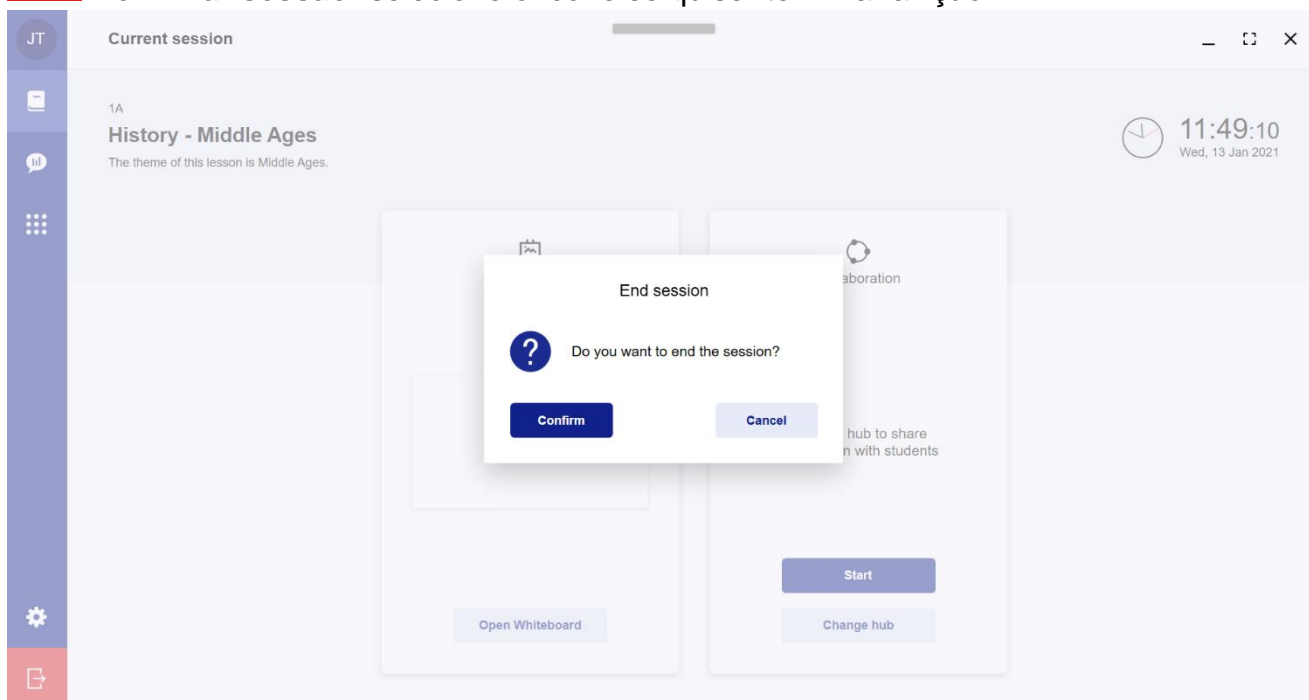 JT
Current session
1A
History - Middle Ages
The theme of this lesson is Middle Ages.
11:49:10
Wed, 13 Jan 2021
aboration
End session
Do you want to end the session?
Confirm
Cancel
hub to share
n with students
Start
Open Whiteboard
Change hub